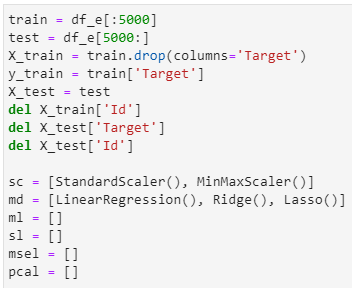 train = df_e[:5000]
test = df_e[5000:]
X_train = train.drop(columns='Target')
y_train = train['Target']
X_test = test
del X_train['Id']
del X_test['Target']
del X_test['Id']
sc = [StandardScaler(), MinMaxScaler()]
md = [LinearRegression(), Ridge(), Lasso()]
ml = []
sl = []
msel = []
pcal = []